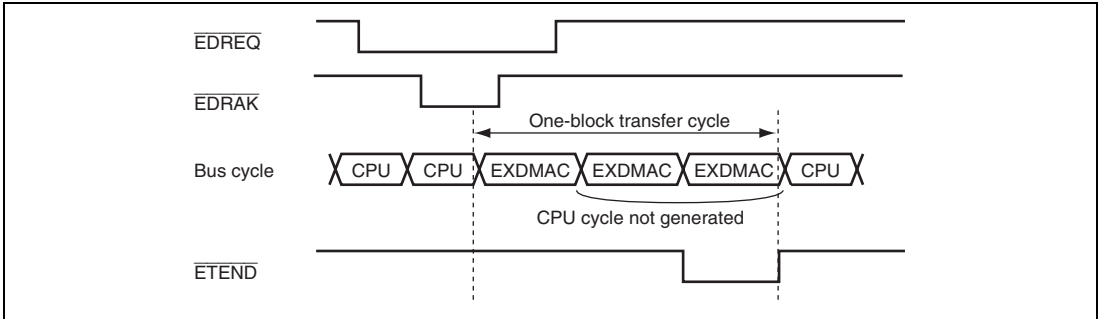 EDREQ
EDRAK
One-block transfer cycle
Bus cycle CPU CPU EXDMAC EXDMAC EXDMAC CPU
CPU cycle not generated
ETEND